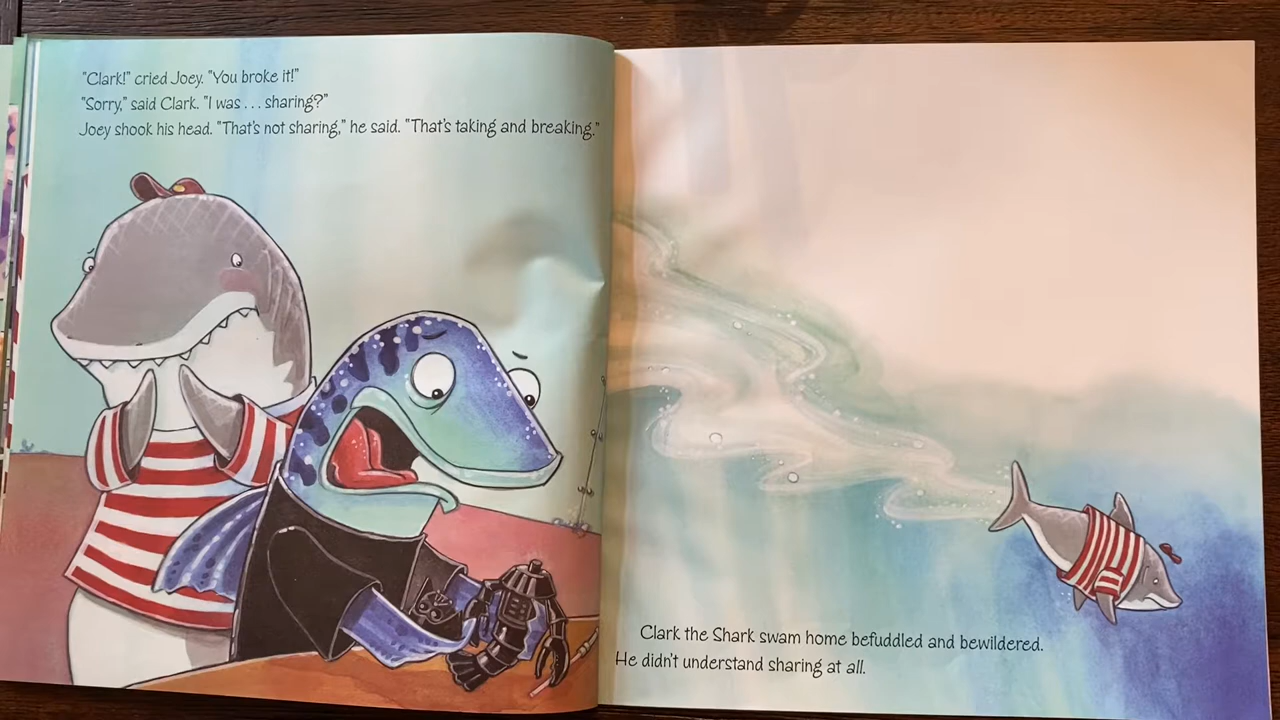 "Clark!" cried Joey. "You broke it!"
"Sorry," said Clark. "I was . . . sharing?"
Joey shook his head. "That's not sharing," he said. "That's taking and breaking."
Clark the Shark swam home befuddled and bewildered.
He didn't understand sharing at all.